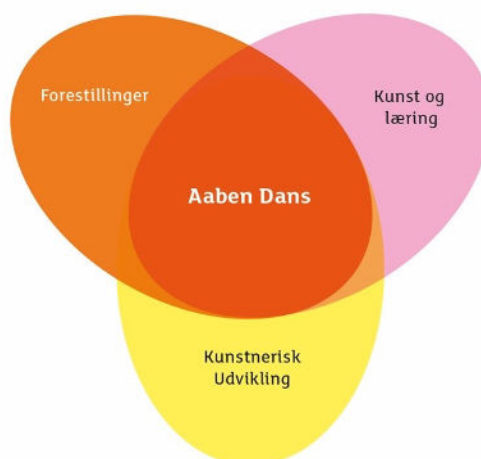 Forestillinger
Kunst og
læring
Aaben Dans
Kunstnerisk
Udvikling